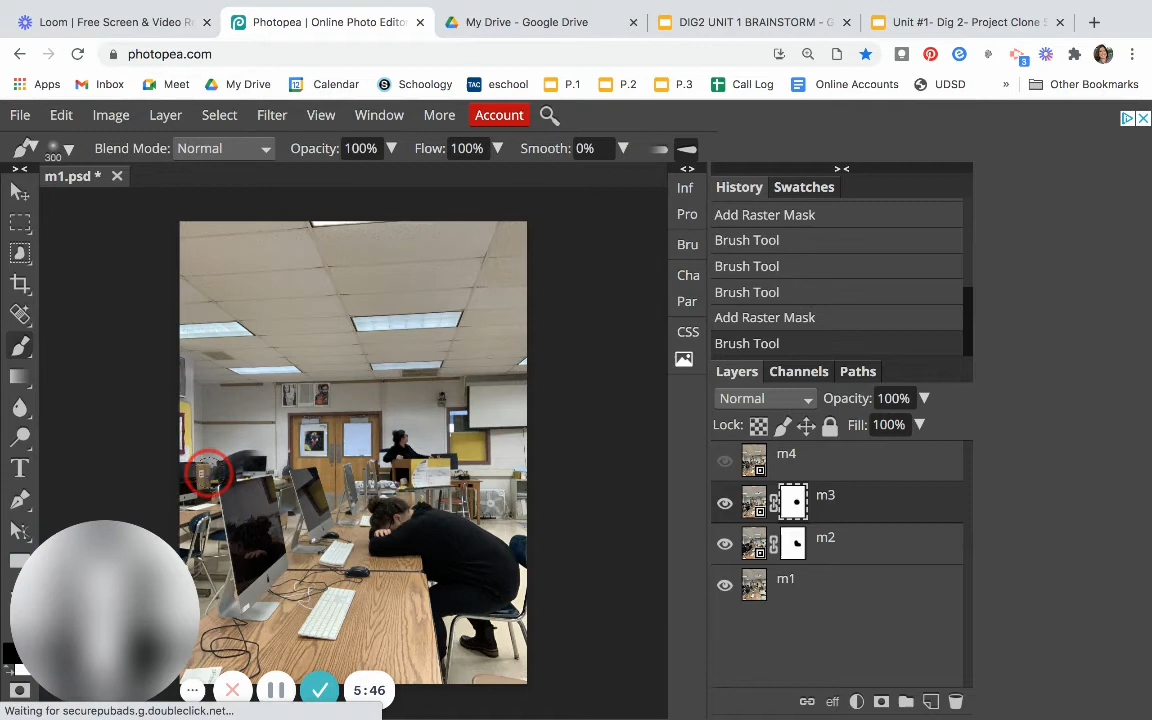 Loom | Free Screen & Video Re
Photopea | Online Photo Editor
My Drive - Google Drive
DIG2 UNIT 1 BRAINSTORM - G
Unit #1- Dig 2- Project Clone S
photopea.com
3
Apps
Inbox
Meet
My Drive
Calendar
Schoology
eschool
P.1
P.2
P.3
Call Log
Online Accounts
UDSD
»
Other Bookmarks
File
Edit
Image
Layer
Select
Filter
View
Window
More
Account
300
Blend Mode:
Normal
Opacity:
100%
Flow:
100%
Smooth:
0%
> <
m1.psd *
< >
> <
Inf
Pro
Bru
Cha
Par
CSS
History
Swatches
Add Raster Mask
Brush Tool
Brush Tool
Brush Tool
Add Raster Mask
Brush Tool
Layers
Channels
Paths
Normal
Opacity:
100%
Lock:
Fill:
100%
m4
m3
m2
m1
eff
5:46
Waiting for securepubads.g.doubleclick.net...